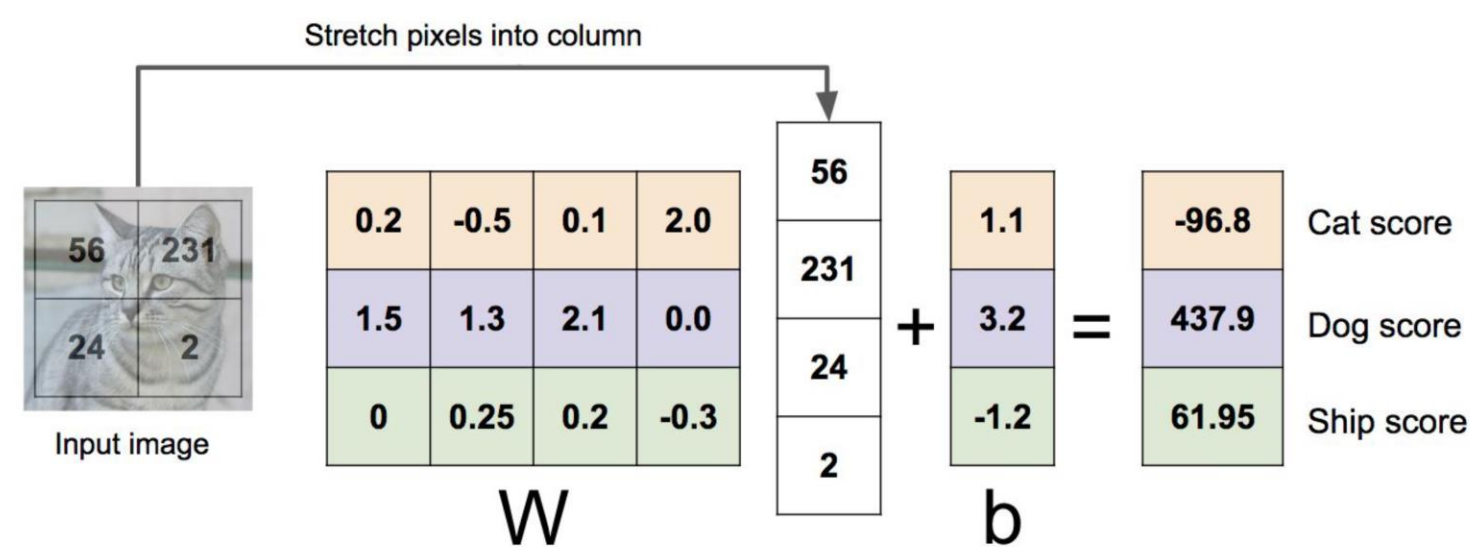 Stretch pixels into column
56 231
24 2
Input image
0.2 -0.5 0.1 2.0
1.5 1.3 2.1 0.0
0 0.25 0.2 -0.3
W
56
231
24
2
+
1.1
3.2
-1.2
b
=
-96.8 Cat score
437.9 Dog score
61.95 Ship score